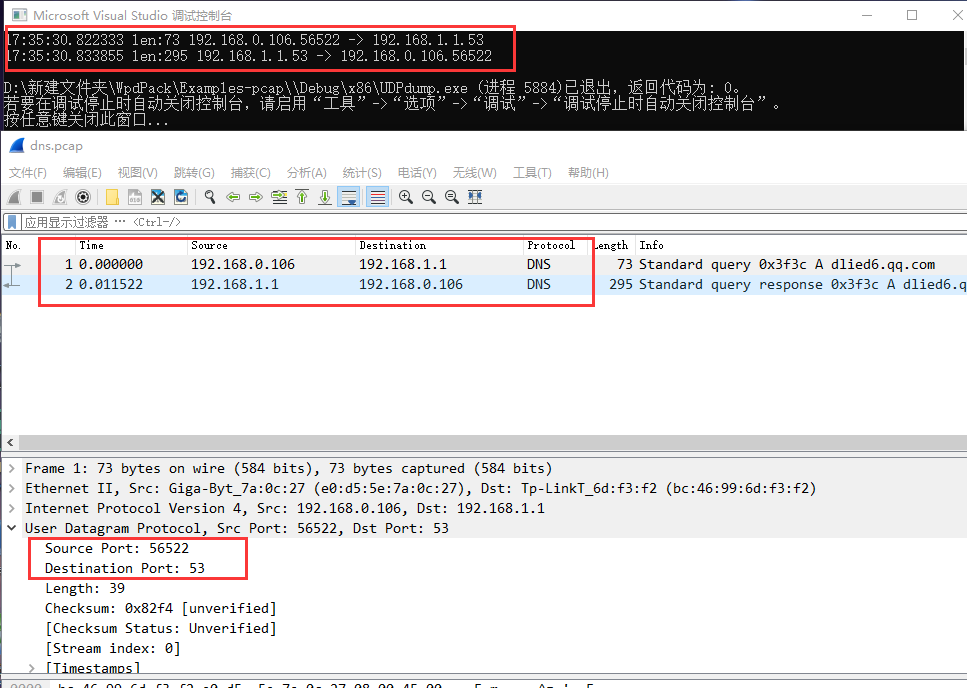 Microsoft Visual Studio 调试控制台
17:35:30.822333 len:73 192.168.0.106.56522 -> 192.168.1.1.53
17:35:30.833855 len:295 192.168.1.1.53 -> 192.168.0.106.56522
D:\新建文件夹\WpdPack\Examples-pcap\\Debug\x86\UDPdump.exe (进程 5884)已退出，返回代码为: 0。
若要在调试停止时自动关闭控制台，请启用“工具”->“选项”->“调试”->“调试停止时自动关闭控制台”。
按任意键关闭此窗口...
dns.pcap
文件(F) 编辑(E) 视图(V) 跳转(G) 捕获(C) 分析(A) 统计(S) 电话(Y) 无线(W) 工具(T) 帮助(H)
应用显示过滤器 … <Ctrl-/>
No. Time Source Destination Protocol Length Info
1 0.000000 192.168.0.106 192.168.1.1 DNS 73 Standard query 0x3f3c A dlied6.qq.com
2 0.011522 192.168.1.1 192.168.0.106 DNS 295 Standard query response 0x3f3c A dlied6.q
Frame 1: 73 bytes on wire (584 bits), 73 bytes captured (584 bits)
Ethernet II, Src: Giga-Byt_7a:0c:27 (e0:d5:5e:7a:0c:27), Dst: Tp-LinkT_6d:f3:f2 (bc:46:99:6d:f3:f2)
Internet Protocol Version 4, Src: 192.168.0.106, Dst: 192.168.1.1
User Datagram Protocol, Src Port: 56522, Dst Port: 53
Source Port: 56522
Destination Port: 53
Length: 39
Checksum: 0x82f4 [unverified]
[Checksum Status: Unverified]
[Stream index: 0]
[Timestamps]